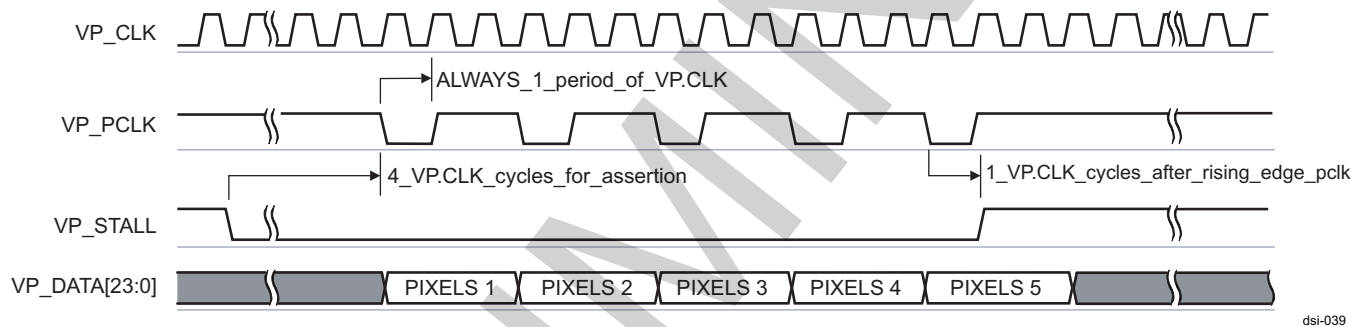 VP_CLK
ALWAYS_1_period_of_VP.CLK
VP_PCLK
4_VP.CLK_cycles_for_assertion
1_VP.CLK_cycles_after_rising_edge_pclk
VP_STALL
VP_DATA[23:0]
PIXELS 1
PIXELS 2
PIXELS 3
PIXELS 4
PIXELS 5
dsi-039